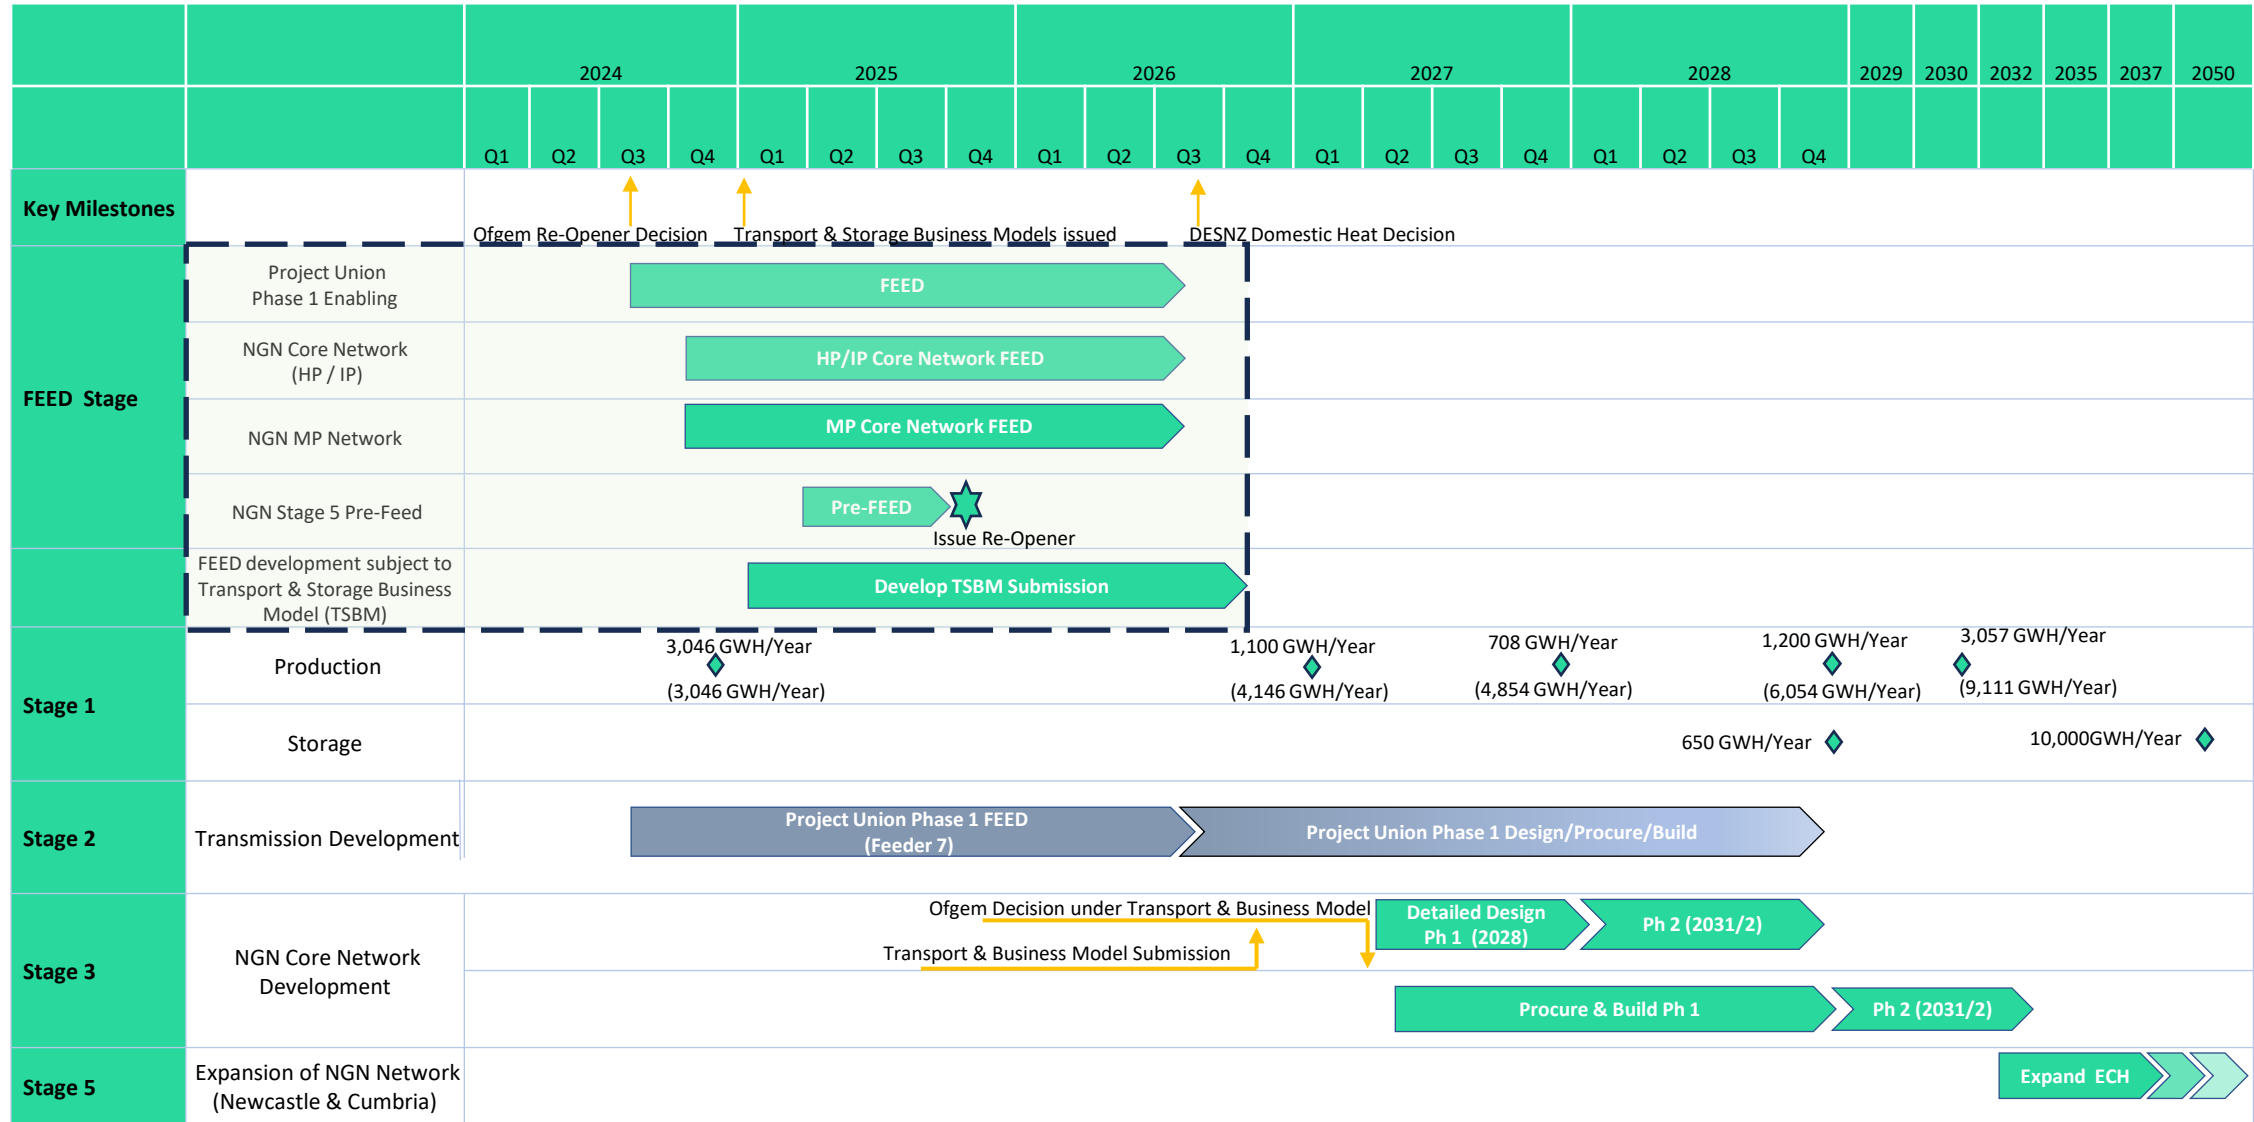 2024 2025 2026 2027 2028 2029 2030 2032 2035 2037 2050
Q1 Q2 Q3 Q4 Q1 Q2 Q3 Q4 Q1 Q2 Q3 Q4 Q1 Q2 Q3 Q4 Q1 Q2 Q3 Q4
Key Milestones
Ofgem Re-Opener Decision
Transport & Storage Business Models issued
DESNZ Domestic Heat Decision
FEED Stage
Project Union
Phase 1 Enabling
FEED
NGN Core Network
(HP / IP)
HP/IP Core Network FEED
NGN MP Network
MP Core Network FEED
NGN Stage 5 Pre-Feed
Pre-FEED
Issue Re-Opener
FEED development subject to
Transport & Storage Business
Model (TSBM)
Develop TSBM Submission
Stage 1
Production
3,046 GWH/Year
(3,046 GWH/Year)
1,100 GWH/Year
(4,146 GWH/Year)
708 GWH/Year
(4,854 GWH/Year)
1,200 GWH/Year
(6,054 GWH/Year)
3,057 GWH/Year
(9,111 GWH/Year)
Storage
650 GWH/Year
10,000GWH/Year
Stage 2
Transmission Development
Project Union Phase 1 FEED
(Feeder 7)
Project Union Phase 1 Design/Procure/Build
Stage 3
NGN Core Network
Development
Ofgem Decision under Transport & Business Model
Transport & Business Model Submission
Detailed Design
Ph 1 (2028)
Ph 2 (2031/2)
Procure & Build Ph 1
Ph 2 (2031/2)
Stage 5
Expansion of NGN Network
(Newcastle & Cumbria)
Expand ECH